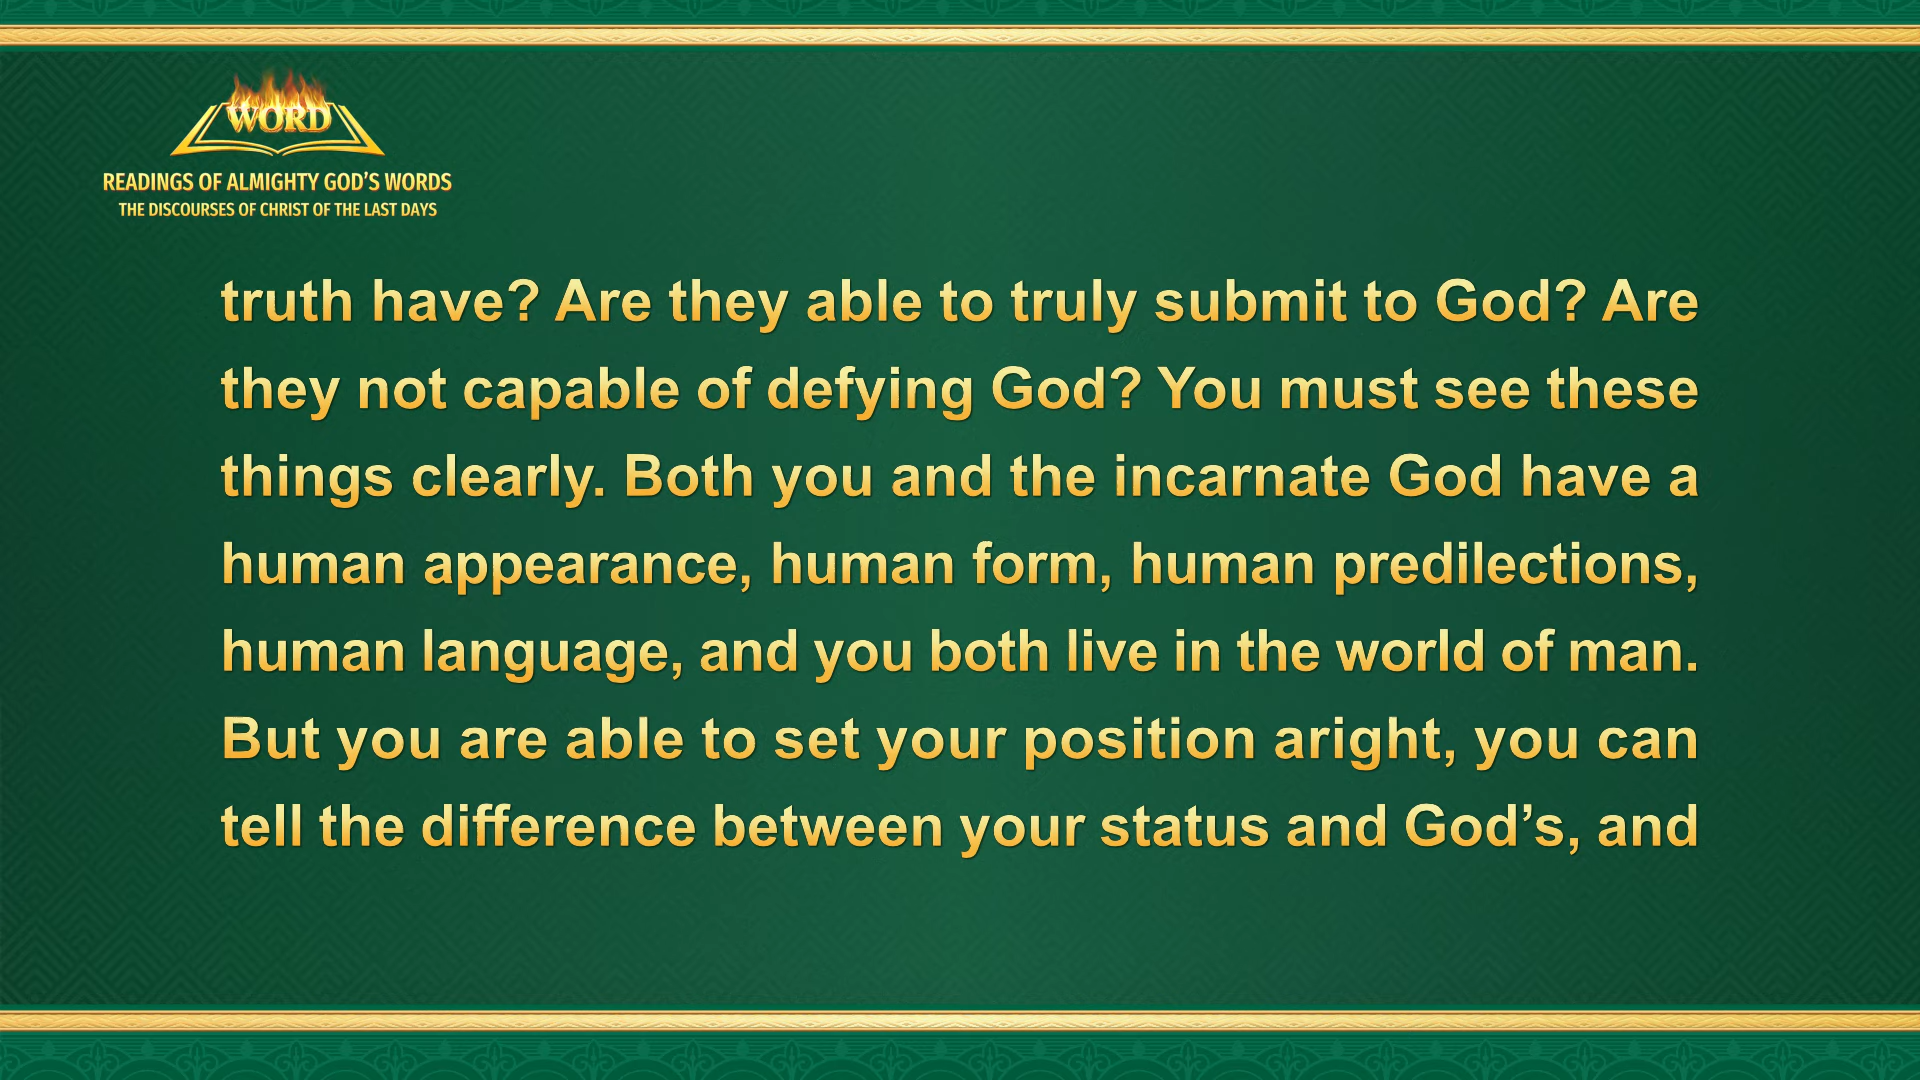 WORD
READINGS OF ALMIGHTY GOD'S WORDS
THE DISCOURSES OF CHRIST OF THE LAST DAYS
truth have? Are they able to truly submit to God? Are
they not capable of defying God? You must see these
things clearly. Both you and the incarnate God have a
human appearance, human form, human predilections,
human language, and you both live in the world of man.
But you are able to set your position aright, you can
tell the difference between your status and God’s, and